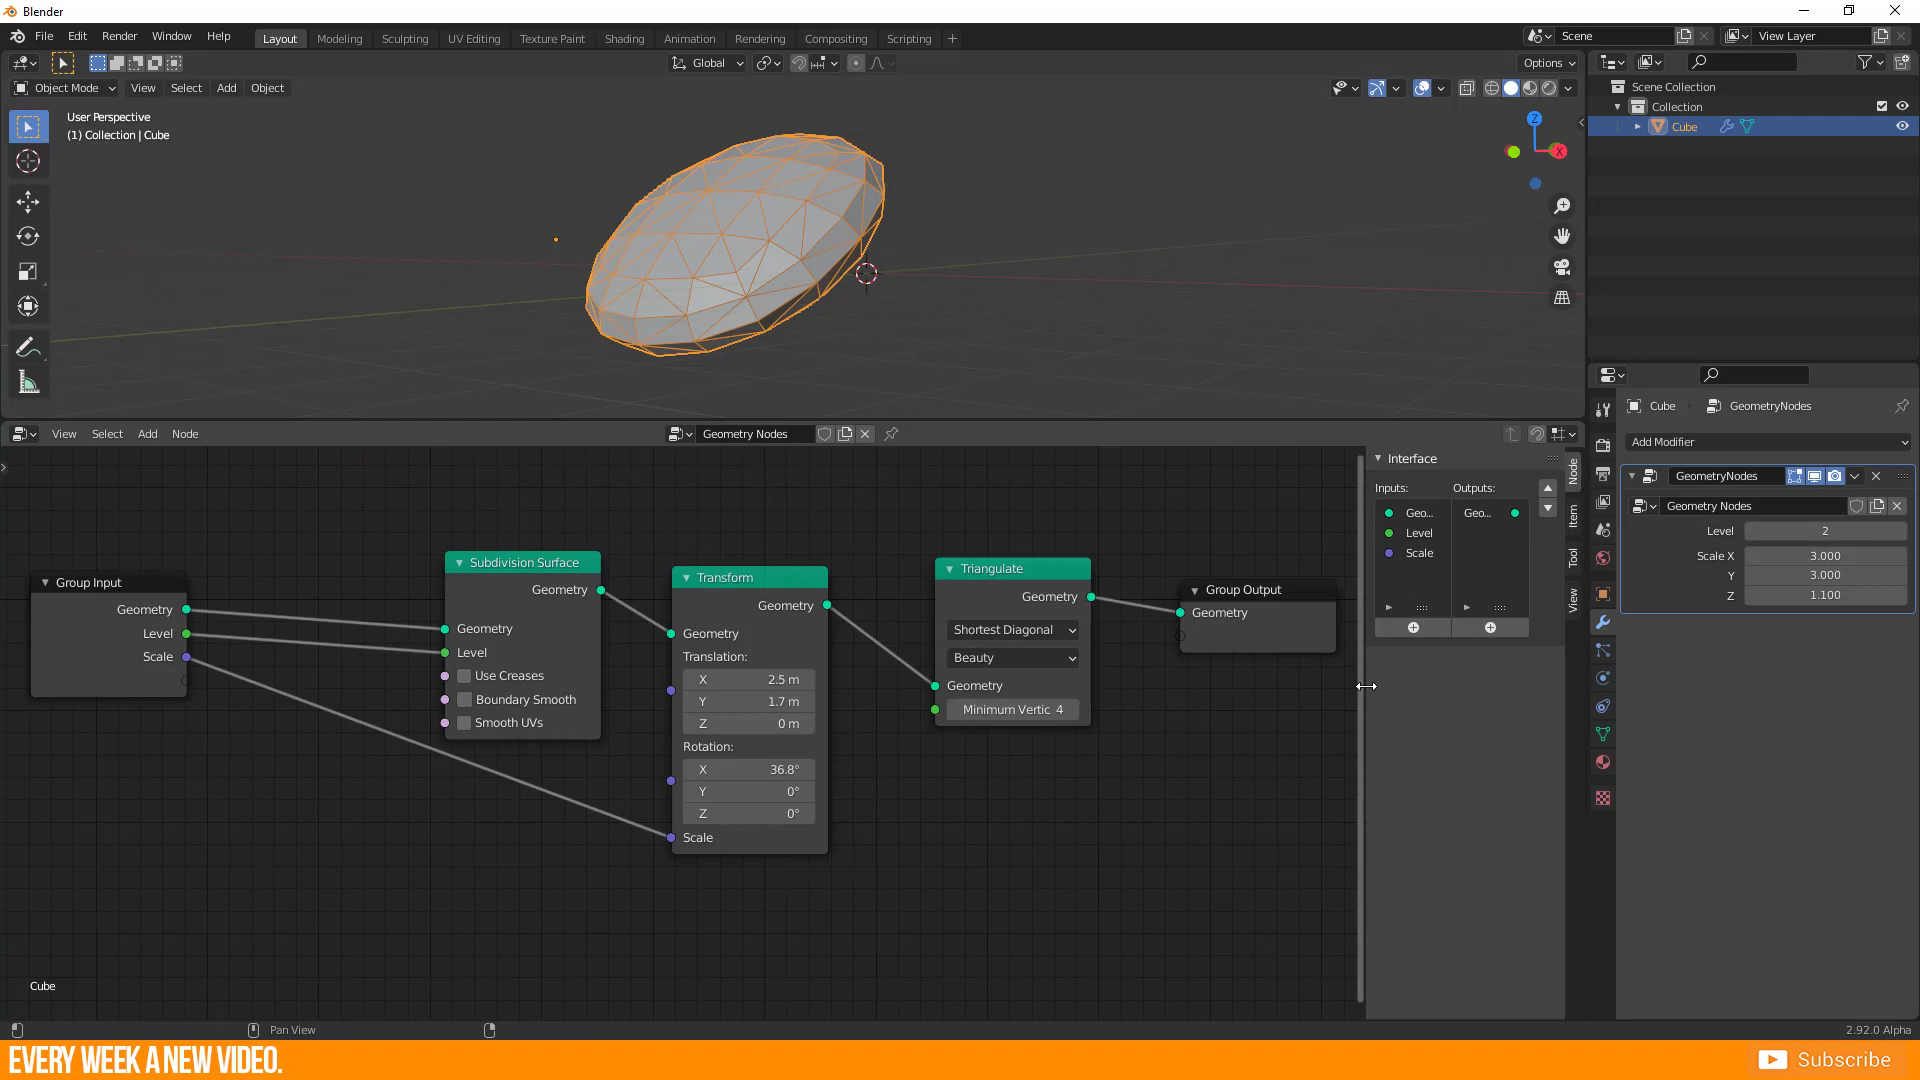 Blender
File Edit Render Window Help
Layout Modeling Sculpting UV Editing Texture Paint Shading Animation Rendering Compositing Scripting +
Scene
View Layer
Global
Options
Object Mode View Select Add Object
User Perspective
(1) Collection | Cube
Z
X
Scene Collection
Collection
Cube
View Select Add Node
Geometry Nodes
Group Input
Geometry
Level
Scale
Subdivision Surface
Geometry
Geometry
Level
Use Creases
Boundary Smooth
Smooth UVs
Transform
Geometry
Geometry
Translation:
X 2.5 m
Y 1.7 m
Z 0 m
Rotation:
X 36.8°
Y 0°
Z 0°
Scale
Triangulate
Geometry
Shortest Diagonal
Beauty
Geometry
Minimum Vertic 4
Group Output
Geometry
Interface
Inputs: Outputs:
Geo... Geo...
Level
Scale
Node
Item
Tool
View
Cube GeometryNodes
Add Modifier
GeometryNodes
Geometry Nodes
Level 2
Scale X 3.000
Y 3.000
Z 1.100
Cube
Pan View
2.92.0 Alpha
EVERY WEEK A NEW VIDEO.
Subscribe